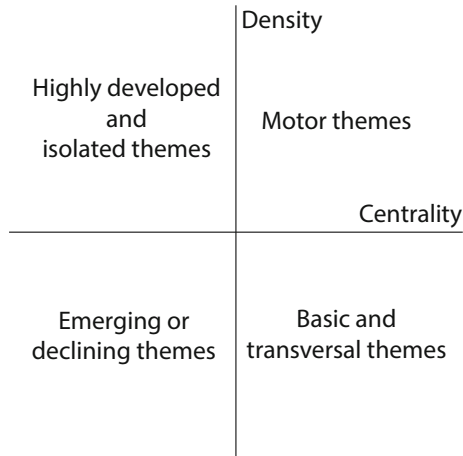 Density
Highly developed
and
isolated themes
Motor themes
Centrality
Emerging or
declining themes
Basic and
transversal themes